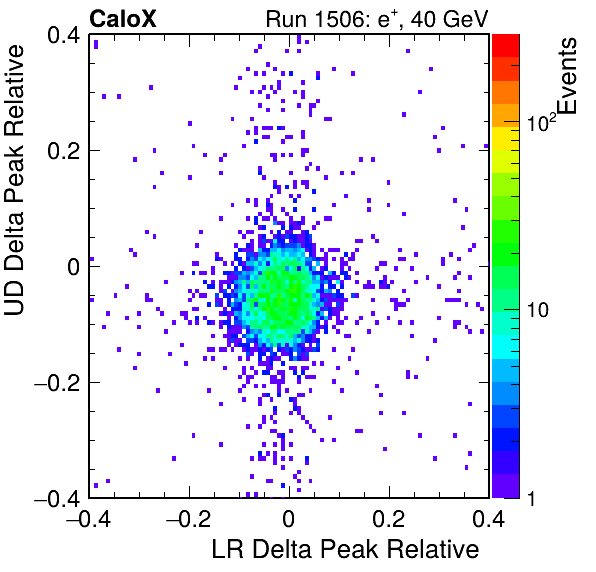 CaloX Run 1506: e⁺, 40 GeV
UD Delta Peak Relative
0.4
0.2
0
−0.2
−0.4
−0.4 −0.2 0 0.2 0.4
LR Delta Peak Relative
Events
10²
10
1